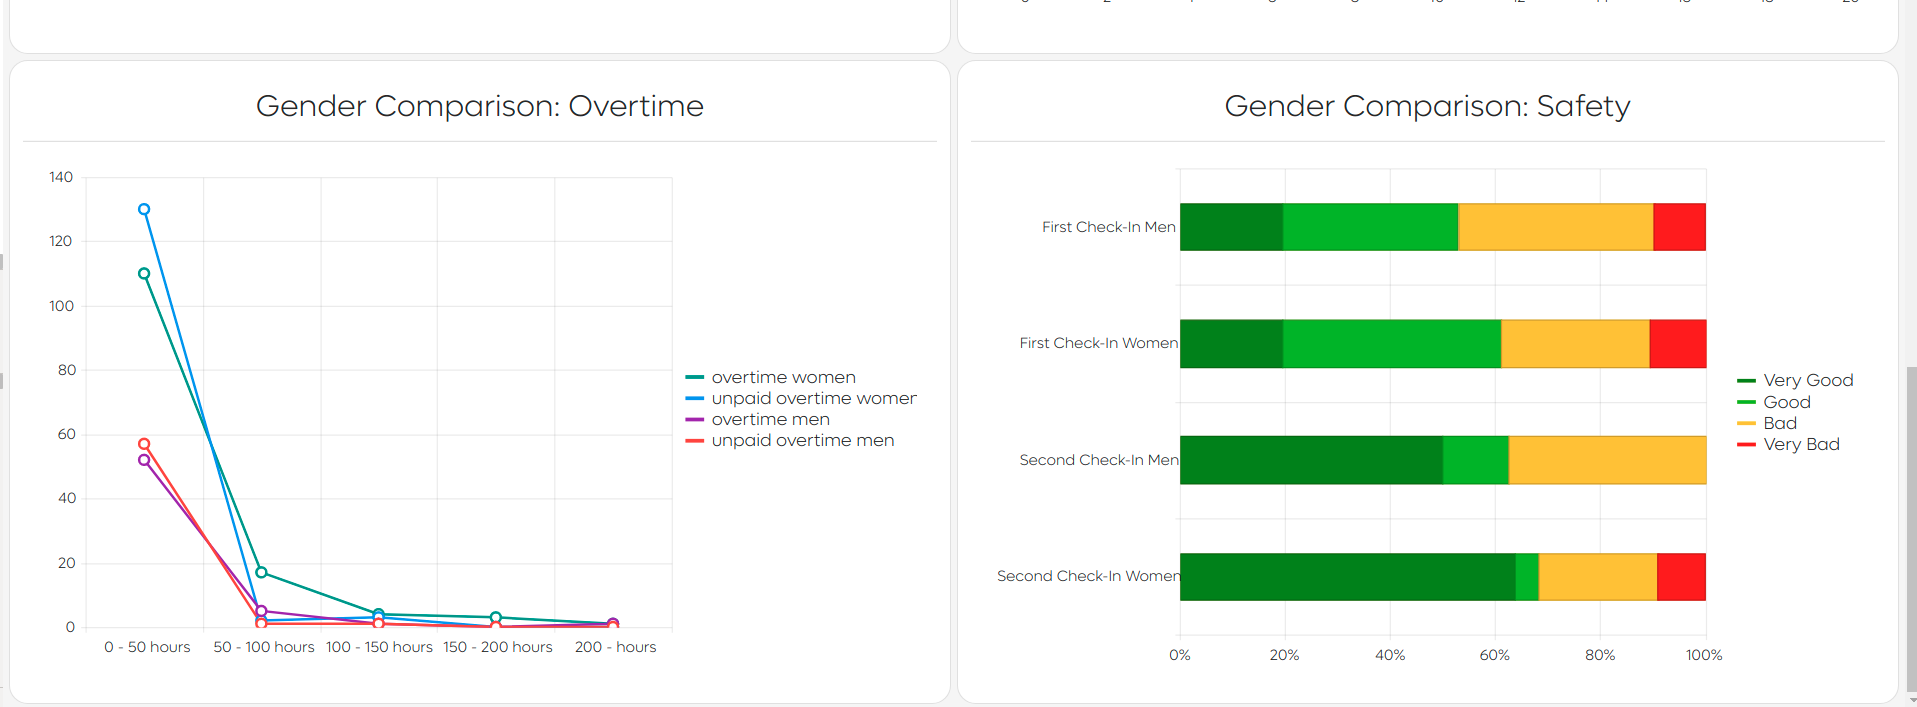 Gender Comparison: Overtime
140
120
100
80
60
40
20
0
0 - 50 hours
50 - 100 hours
100 - 150 hours
150 - 200 hours
200 - hours
overtime women
unpaid overtime women
overtime men
unpaid overtime men
Gender Comparison: Safety
First Check-In Men
First Check-In Women
Second Check-In Men
Second Check-In Women
0%
20%
40%
60%
80%
100%
Very Good
Good
Bad
Very Bad